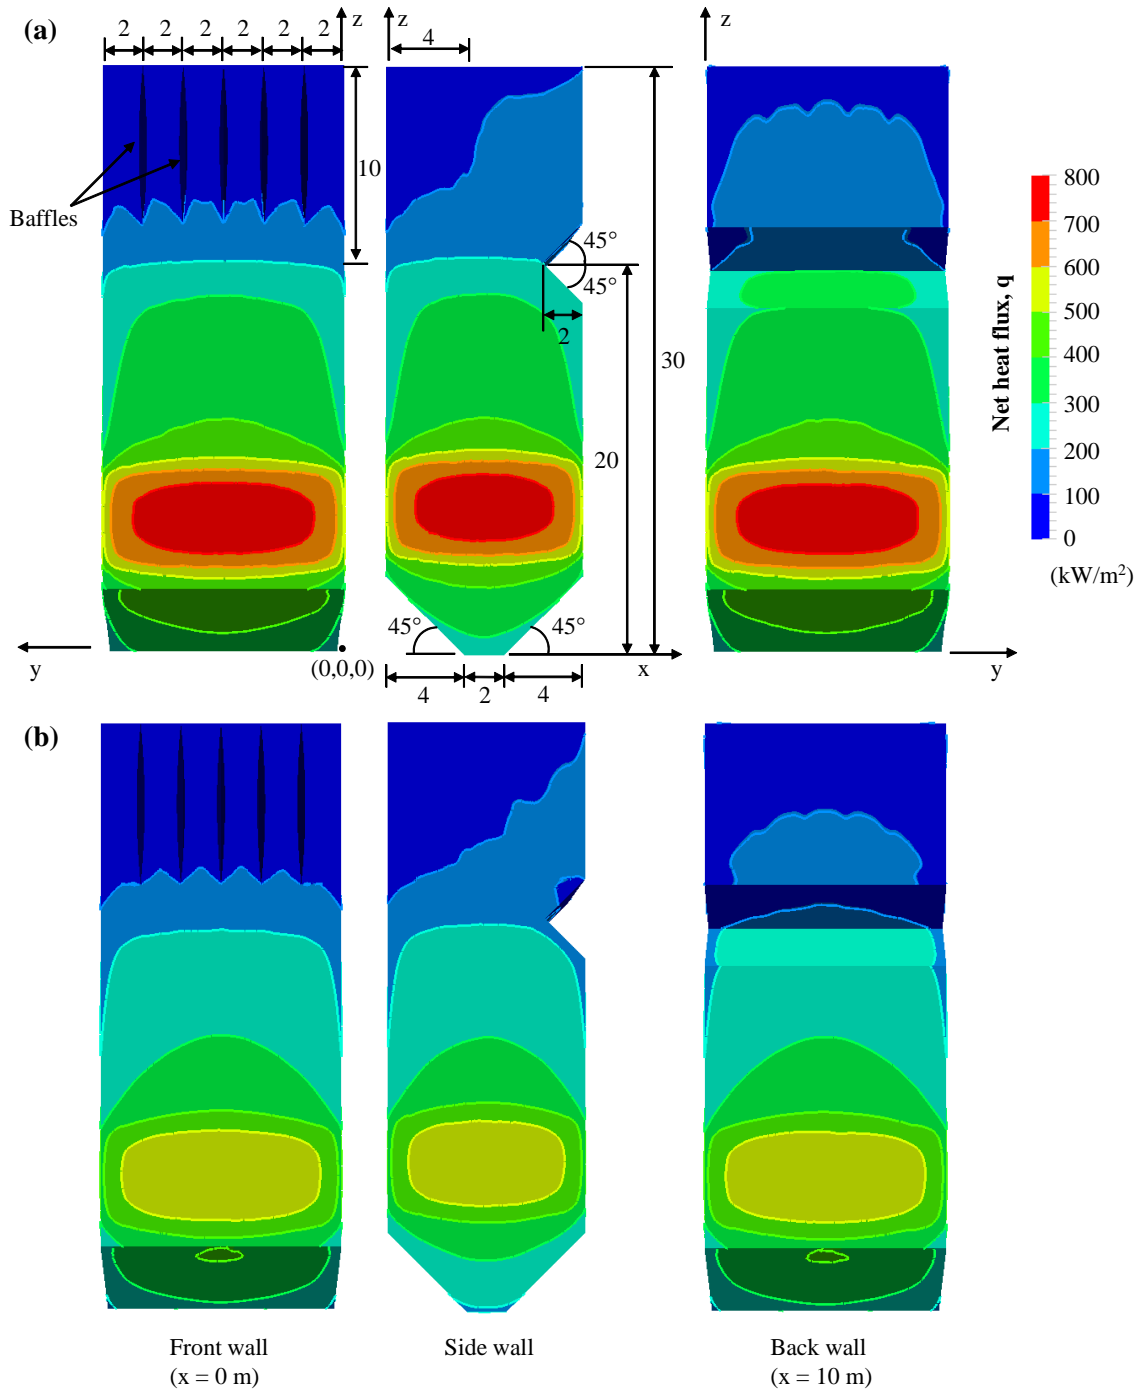 (a)
2 2 2 2 2 2
z
4
z
z
10
Baffles
45°
45°
2
30
20
45°
45°
y
(0,0,0)
x
y
4 2 4
Net heat flux, q
800
700
600
500
400
300
200
100
0
(kW/m²)
(b)
Front wall
(x = 0 m)
Side wall
Back wall
(x = 10 m)